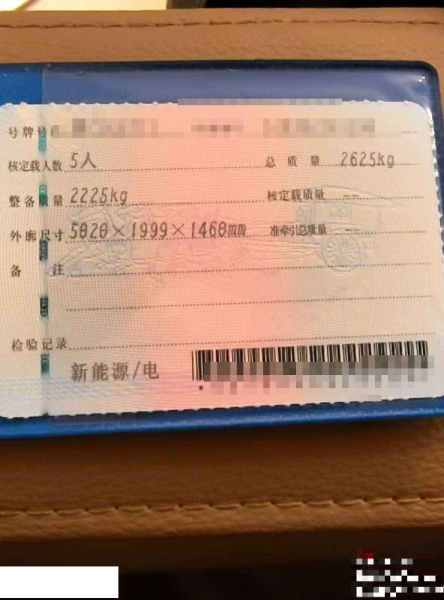 号牌号
核定载人数 5人 总质量 2625kg
整备质量 2225kg 核定载质量
外廓尺寸 5020×1999×1460mm 准牵引总质量
备注
检验记录
新能源/电